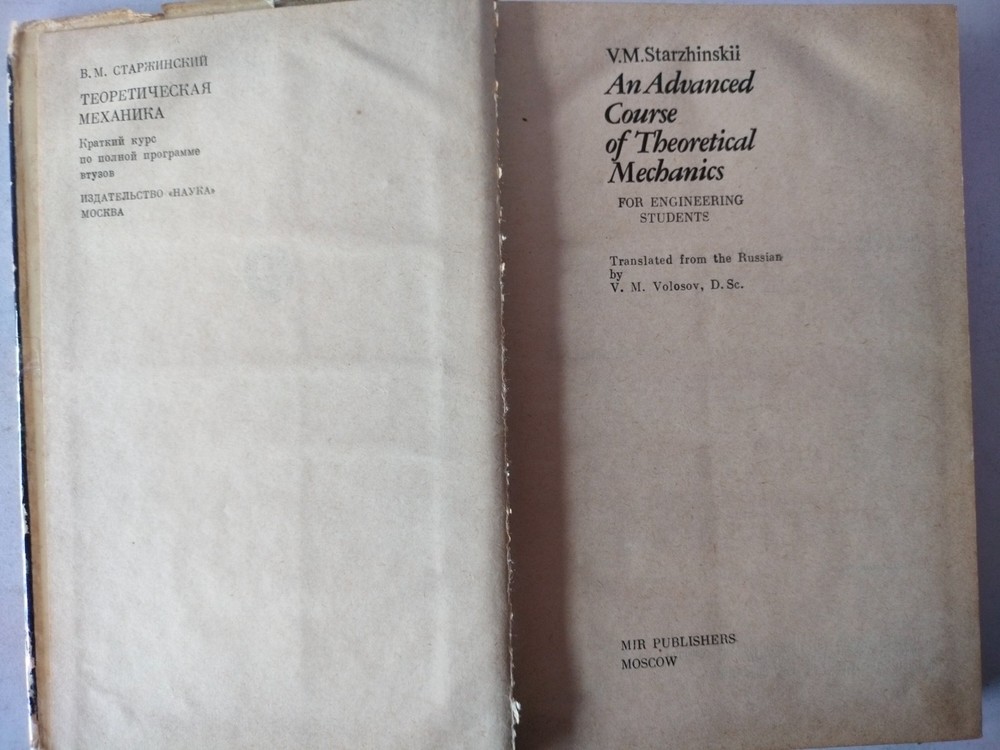 В. М. СТАРЖИНСКИЙ
ТЕОРЕТИЧЕСКАЯ
МЕХАНИКА
Краткий курс
по полной программе
втузов
ИЗДАТЕЛЬСТВО «НАУКА»
МОСКВА
V.M.Starzhinskii
An Advanced
Course
of Theoretical
Mechanics
FOR ENGINEERING
STUDENTS
Translated from the Russian
by
V. M. Volosov, D. Sc.
MIR PUBLISHERS
MOSCOW